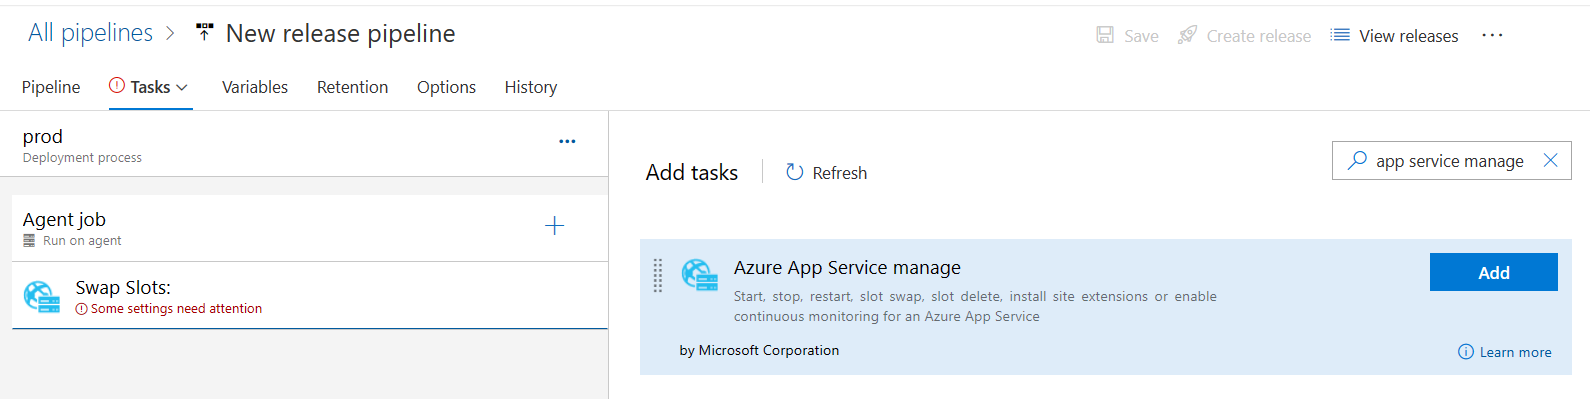 All pipelines > New release pipeline
Save Create release View releases ...
Pipeline Tasks Variables Retention Options History
prod
Deployment process
...
Add tasks Refresh
app service manage
Agent job
Run on agent
Swap Slots:
Some settings need attention
Azure App Service manage
Start, stop, restart, slot swap, slot delete, install site extensions or enable
continuous monitoring for an Azure App Service
by Microsoft Corporation
Add
Learn more